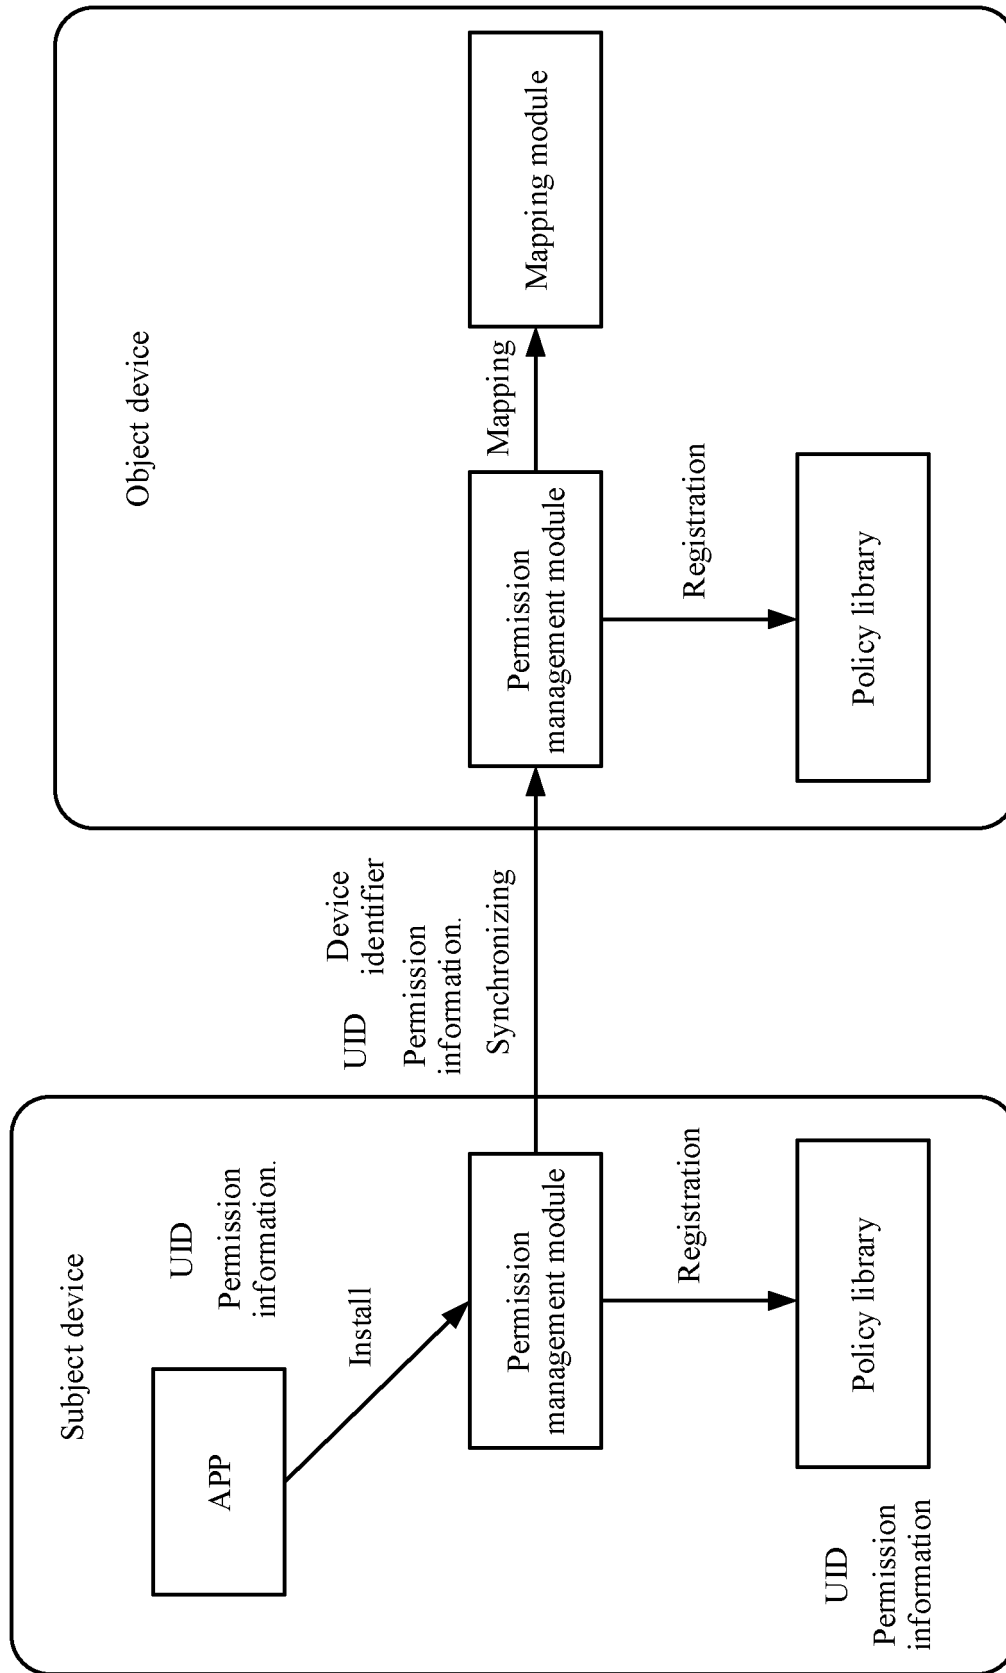 Subject device
APP
UID
Permission
information.
Install
Permission
management module
Registration
Policy library
UID
Permission
information
UID
Device
identifier
Permission
information.
Synchronizing
Object device
Permission
management module
Mapping
Mapping module
Registration
Policy library